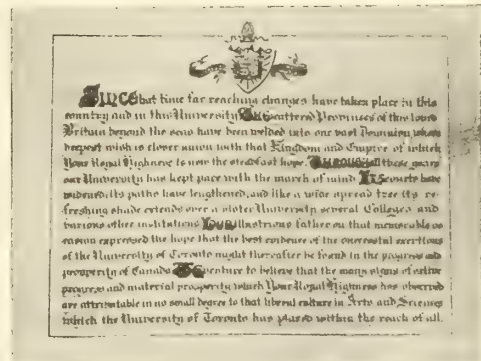 SINCE that time far reaching changes have taken place in this
country and in this University The scattered Provinces of this loved
Britain beyond the seas have been welded into one vast Dominion whose
deepest wish is closer union with that Kingdom and Empire of which
Your Royal Highness is now the steadfast hope. THROUGH all these years
our University has kept pace with the march of mind ITS courts have
widened, its paths have lengthened, and like a wide spread tree its re-
freshing shade extends over a sister University several Colleges and
various other institutions YOUR illustrious father on that memorable oc-
casion expressed the hope that the best evidence of the successful exertions
of the University of Toronto might thereafter be found in the progress and
prosperity of Canada WE venture to believe that the many signs of active
progress and material prosperity which Your Royal Highness has observed
are attributable in no small degree to that liberal culture in Arts and Sciences
which the University of Toronto has placed within the reach of all.